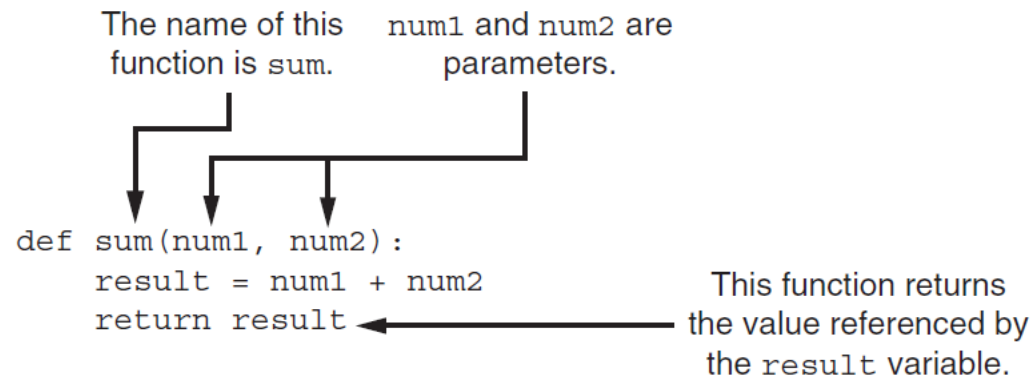 The name of this
function is sum.
num1 and num2 are
parameters.
def sum(num1, num2):
    result = num1 + num2
    return result
This function returns
the value referenced by
the result variable.